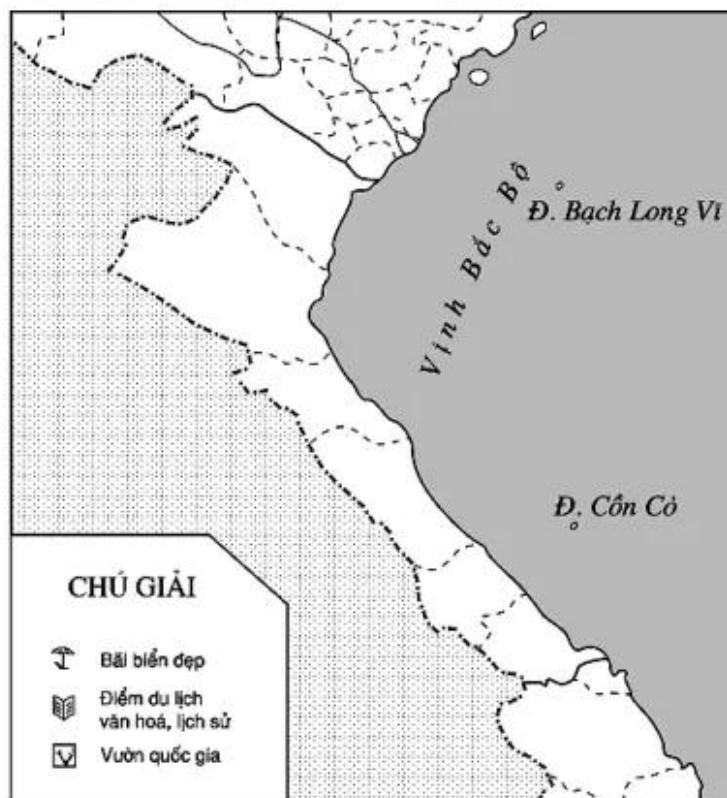 Đ. Bạch Long Vĩ
Vịnh Bắc Bộ
Đ. Cồn Cỏ
CHÚ GIẢI
Bãi biển đẹp
Điểm du lịch
văn hoá, lịch sử
Vườn quốc gia